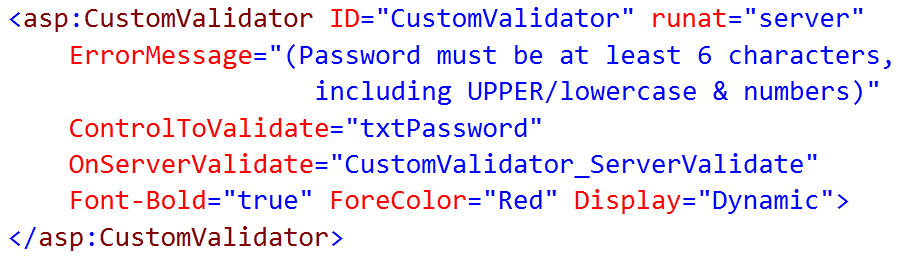 <asp:CustomValidator ID="CustomValidator" runat="server"
ErrorMessage="(Password must be at least 6 characters,
including UPPER/lowercase & numbers)"
ControlToValidate="txtPassword"
OnServerValidate="CustomValidator_ServerValidate"
Font-Bold="true" ForeColor="Red" Display="Dynamic">
</asp:CustomValidator>